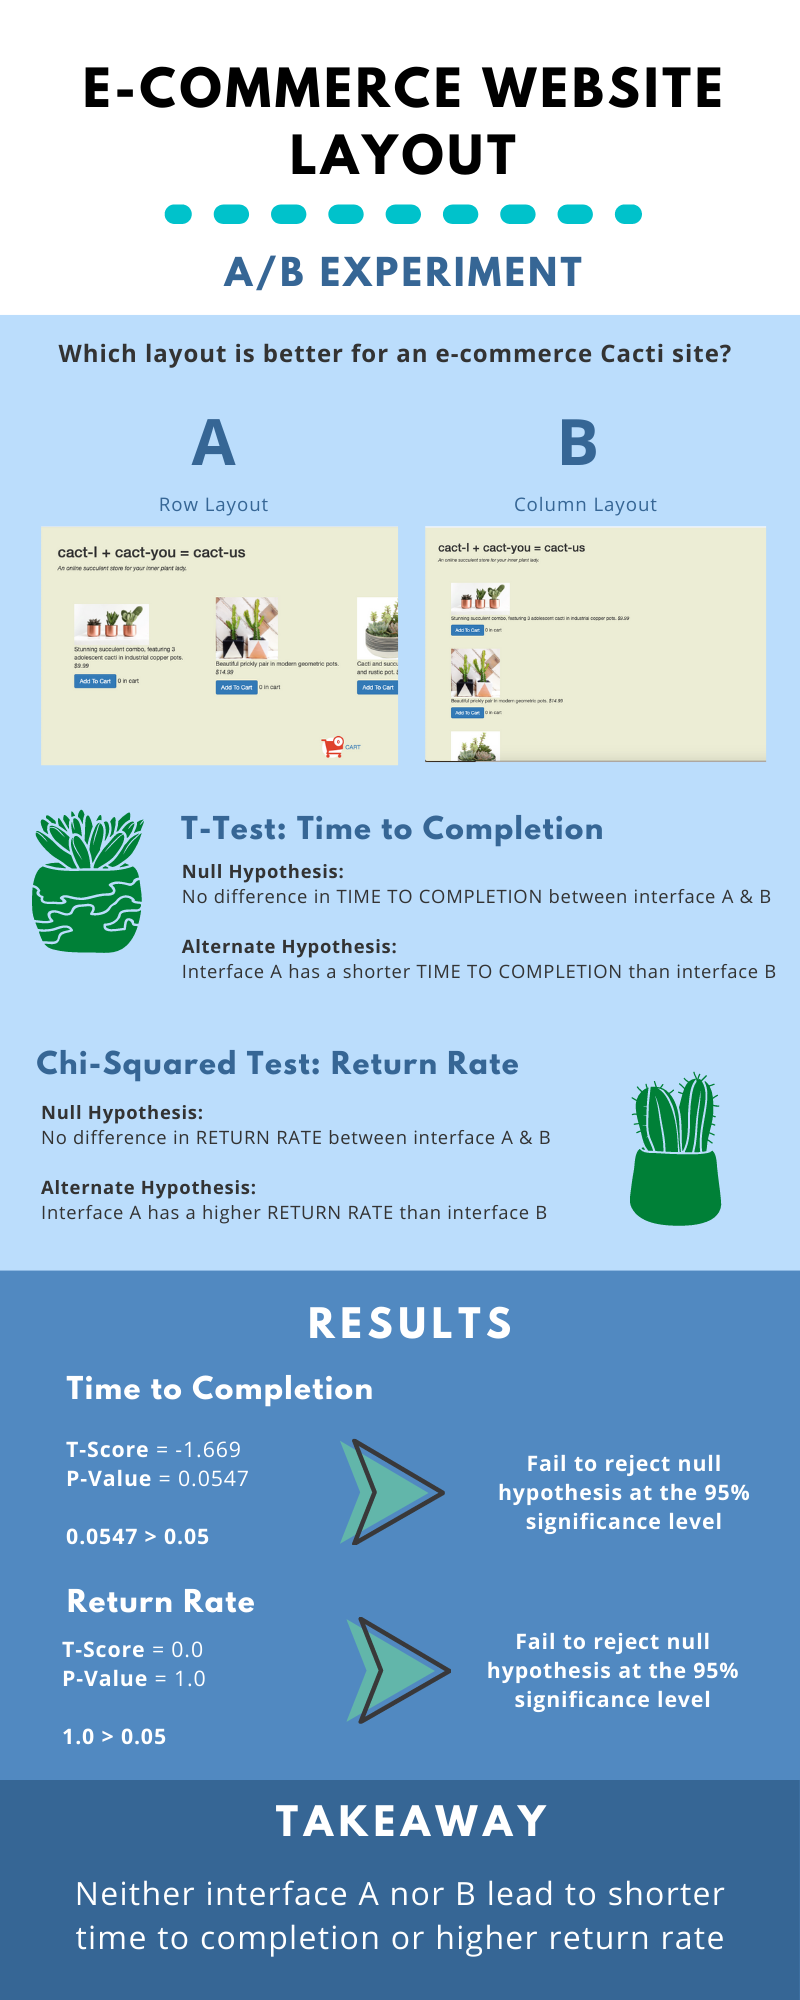 E-COMMERCE WEBSITE
LAYOUT
A/B EXPERIMENT
Which layout is better for an e-commerce Cacti site?
A
Row Layout
cact-I + cact-you = cact-us
An online succulent store for your inner plant lady.
Stunning succulent combo, featuring 3
adolescent cacti in industrial copper pots.
$9.99
Add To Cart 0 in cart
Beautiful prickly pair in modern geometric pots.
$14.99
Add To Cart 0 in cart
Cacti and
and rustic pot.
Add To Cart
0
CART
B
Column Layout
cact-I + cact-you = cact-us
An online succulent store for your inner plant lady.
Stunning succulent combo, featuring 3 adolescent cacti in industrial copper pots. $9.99
Add To Cart 0 in cart
Beautiful prickly pair in modern geometric pots. $14.99
Add To Cart 0 in cart
T-Test: Time to Completion
Null Hypothesis:
No difference in TIME TO COMPLETION between interface A & B
Alternate Hypothesis:
Interface A has a shorter TIME TO COMPLETION than interface B
Chi-Squared Test: Return Rate
Null Hypothesis:
No difference in RETURN RATE between interface A & B
Alternate Hypothesis:
Interface A has a higher RETURN RATE than interface B
RESULTS
Time to Completion
T-Score = -1.669
P-Value = 0.0547
0.0547 > 0.05
Fail to reject null
hypothesis at the 95%
significance level
Return Rate
T-Score = 0.0
P-Value = 1.0
1.0 > 0.05
Fail to reject null
hypothesis at the 95%
significance level
TAKEAWAY
Neither interface A nor B lead to shorter
time to completion or higher return rate